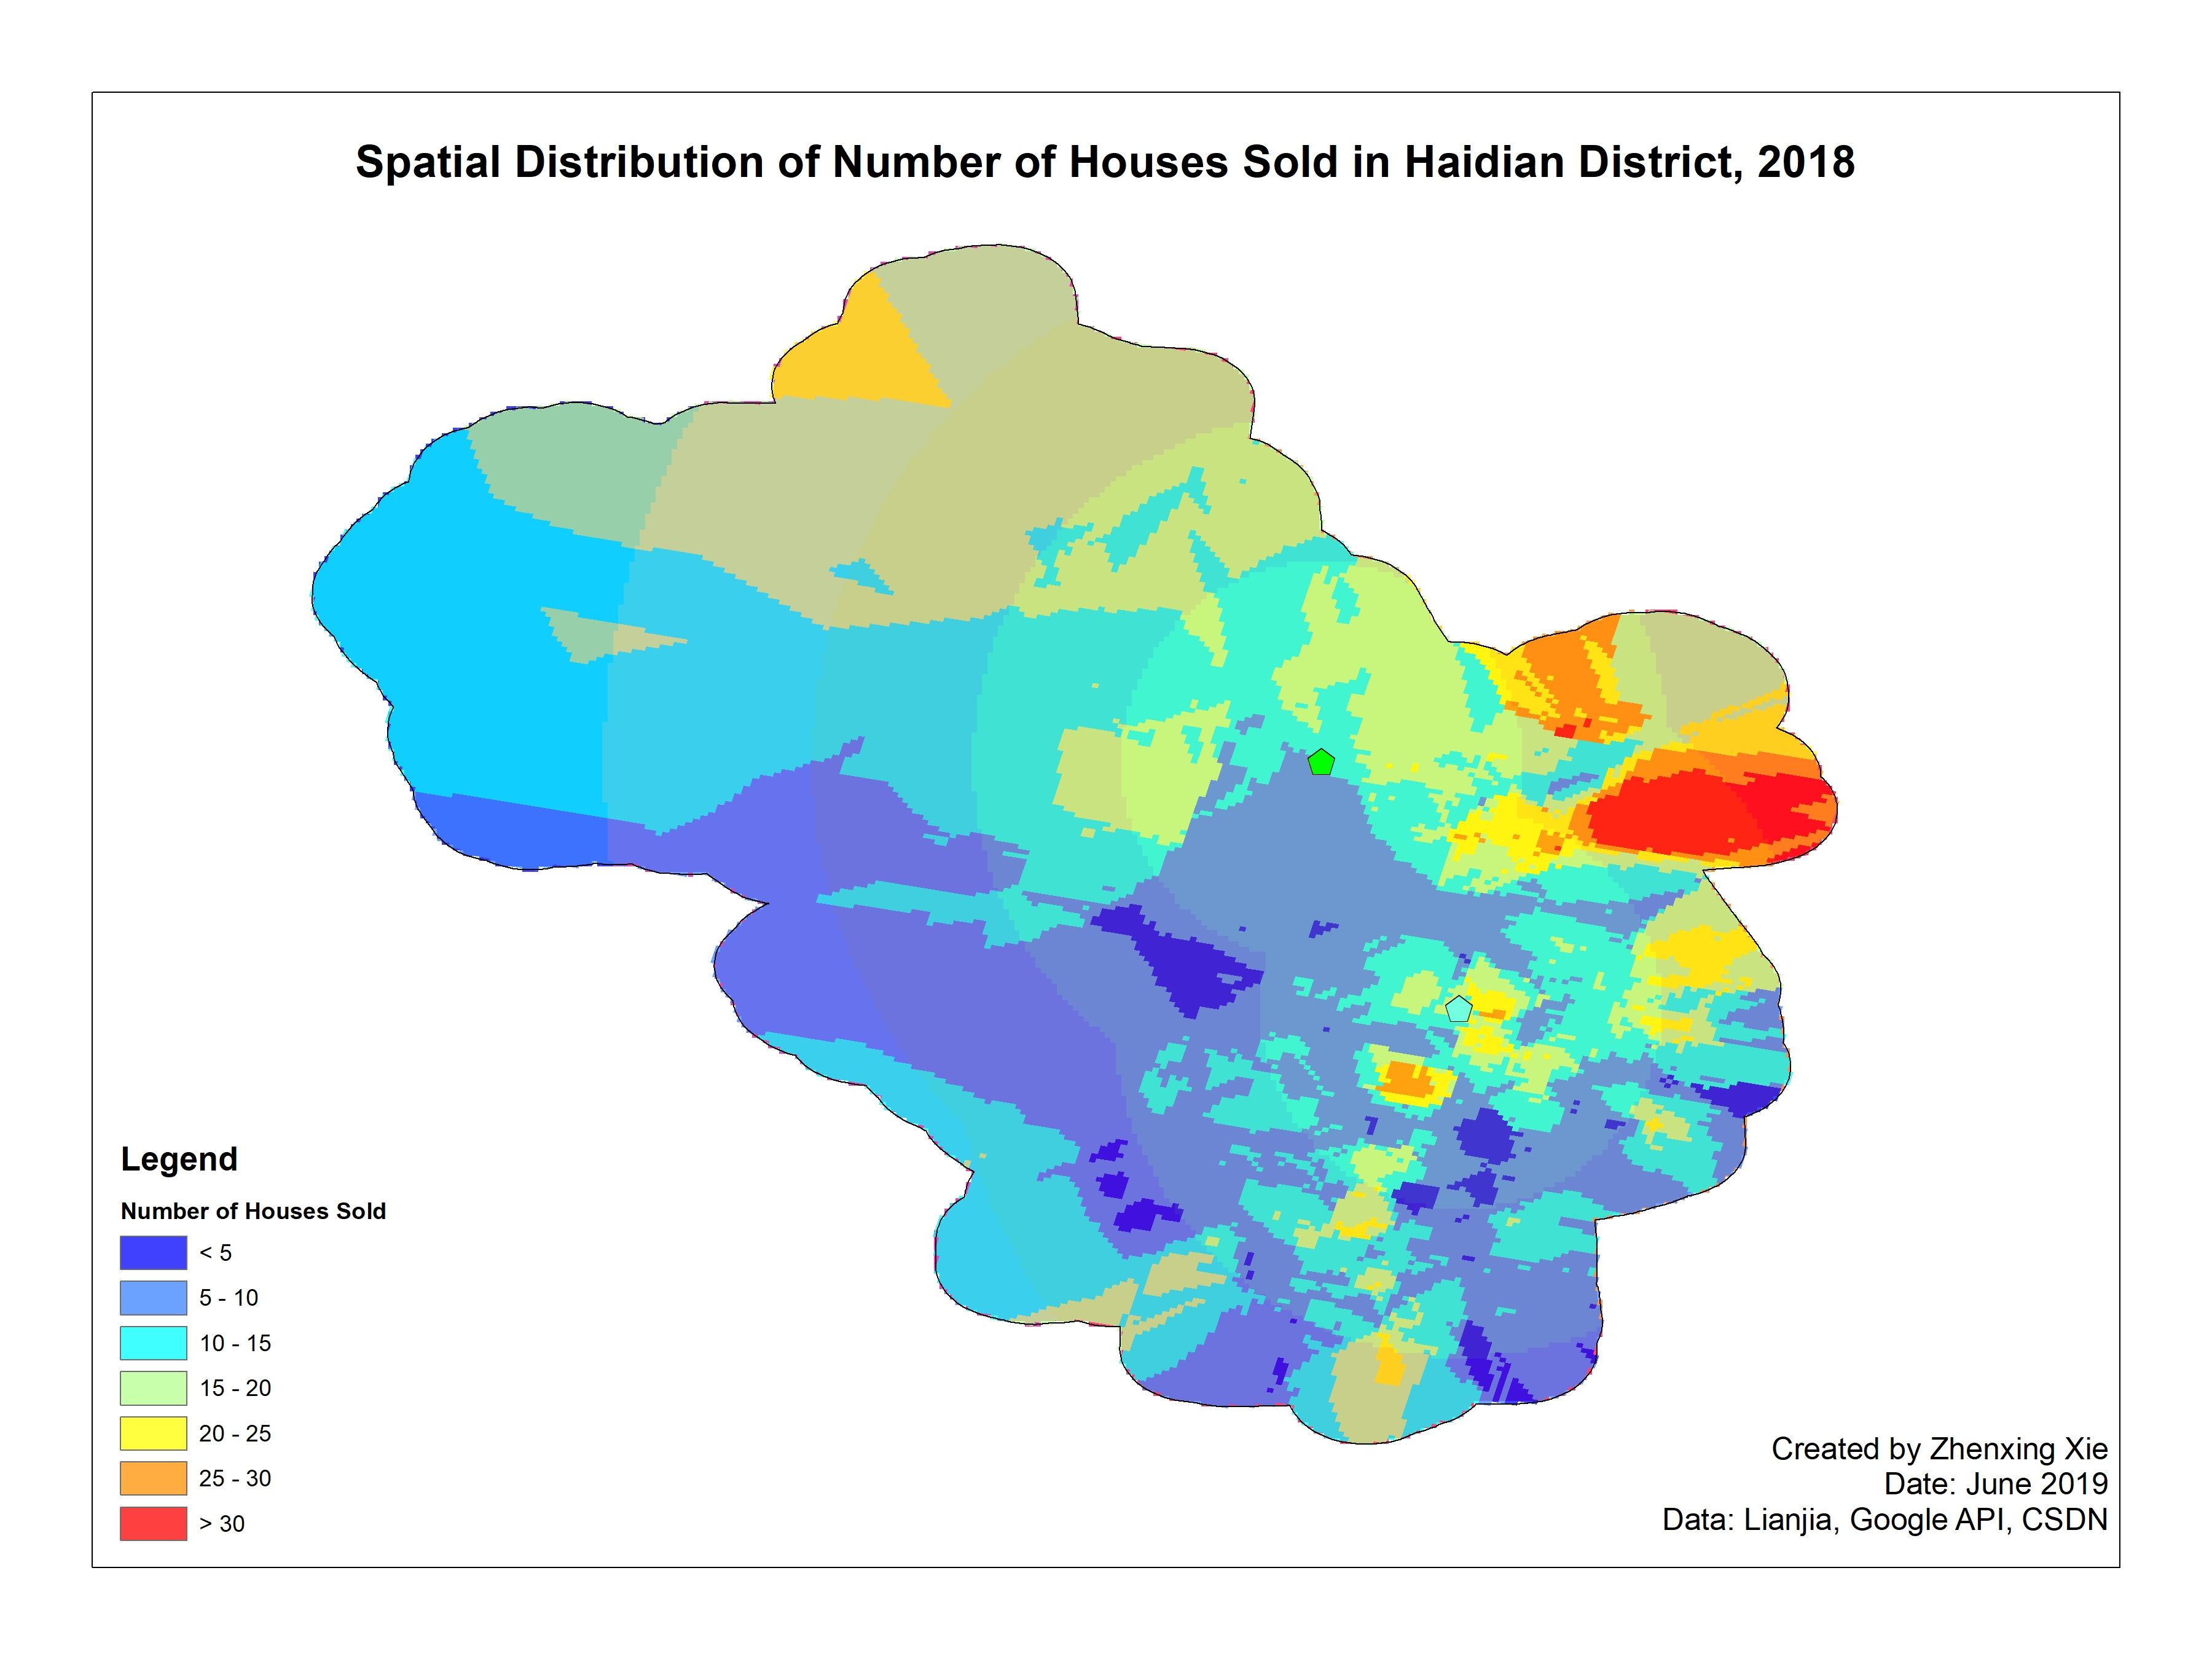 Spatial Distribution of Number of Houses Sold in Haidian District, 2018
Legend
Number of Houses Sold
< 5
5 - 10
10 - 15
15 - 20
20 - 25
25 - 30
> 30
Created by Zhenxing Xie
Date: June 2019
Data: Lianjia, Google API, CSDN